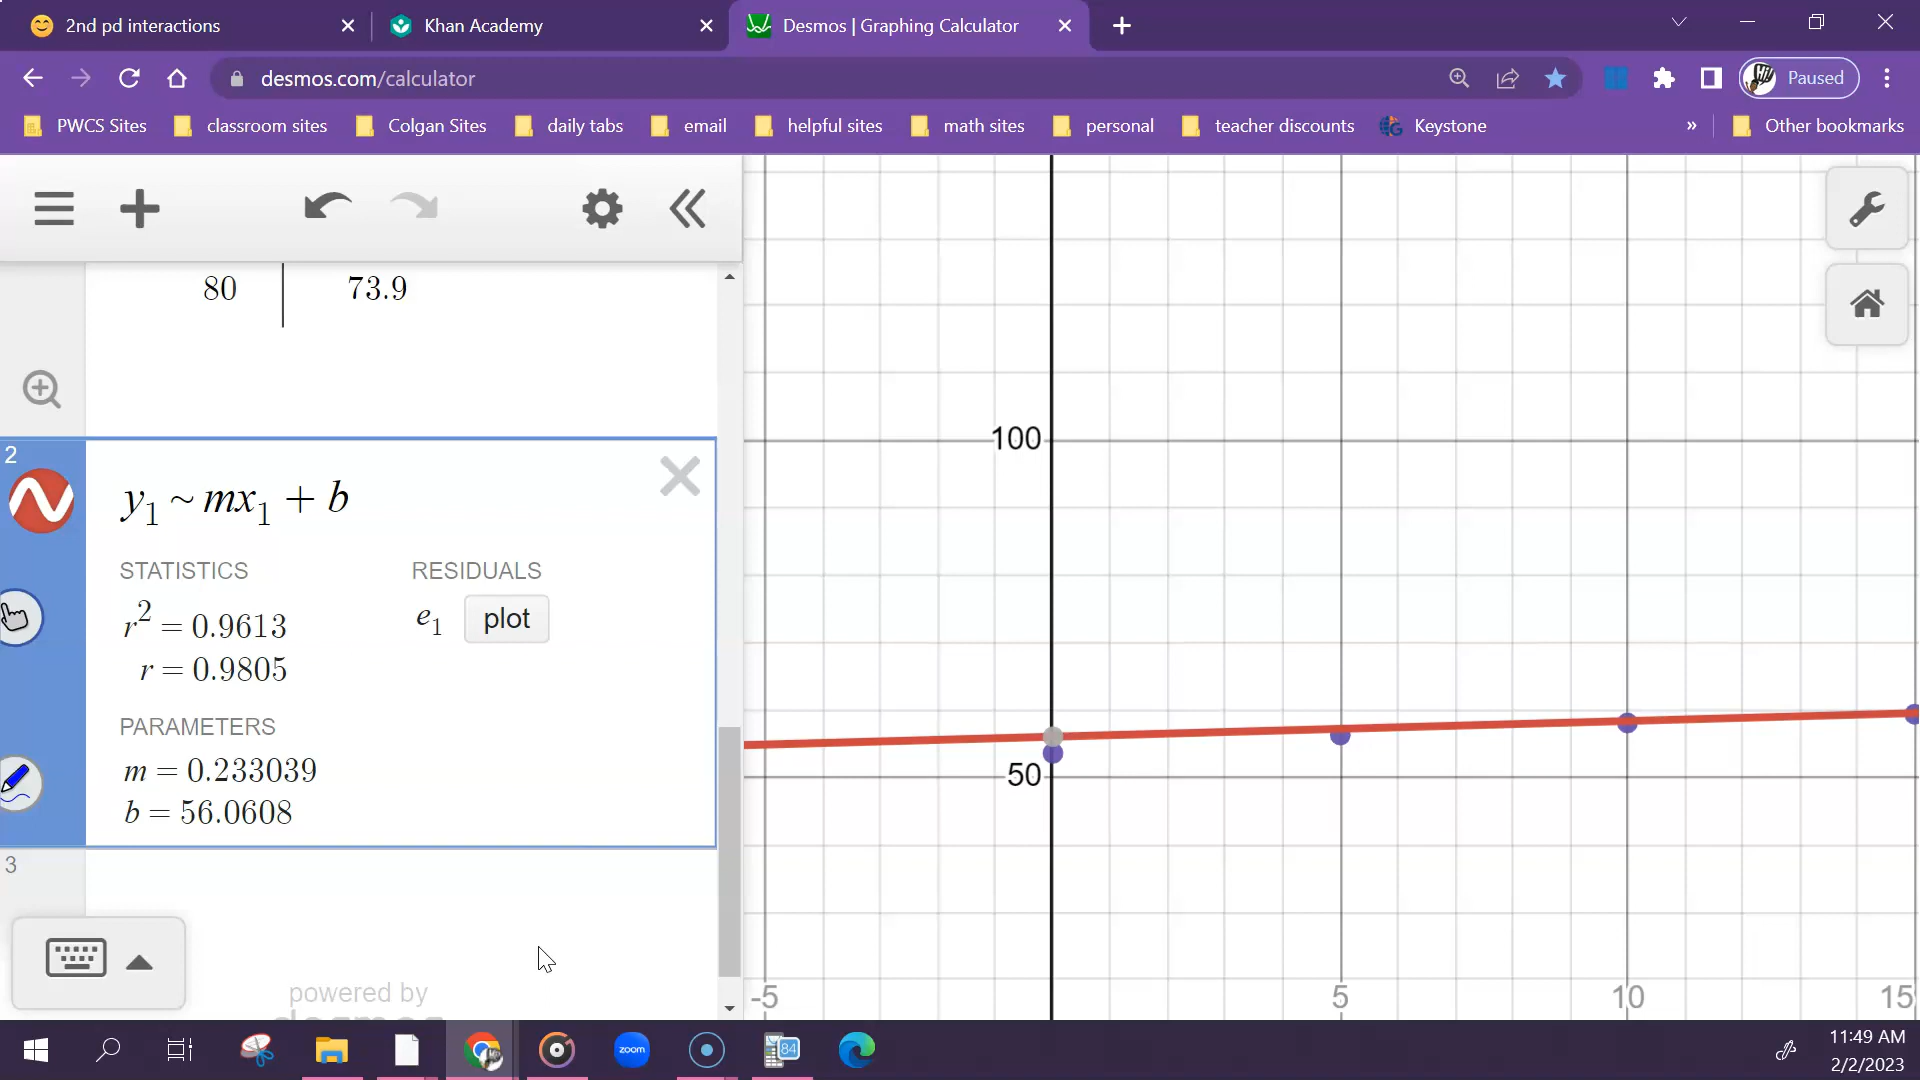 2nd pd interactions
Khan Academy
Desmos | Graphing Calculator
desmos.com/calculator
Paused
PWCS Sites
classroom sites
Colgan Sites
daily tabs
email
helpful sites
math sites
personal
teacher discounts
Keystone
»
Other bookmarks
80 73.9
2
y₁ ~ mx₁ + b
STATISTICS
RESIDUALS
r² = 0.9613
e₁ plot
r = 0.9805
PARAMETERS
m = 0.233039
b = 56.0608
3
powered by
desmos
100
50
-5 5 10 15
zoom
84
11:49 AM
2/2/2023